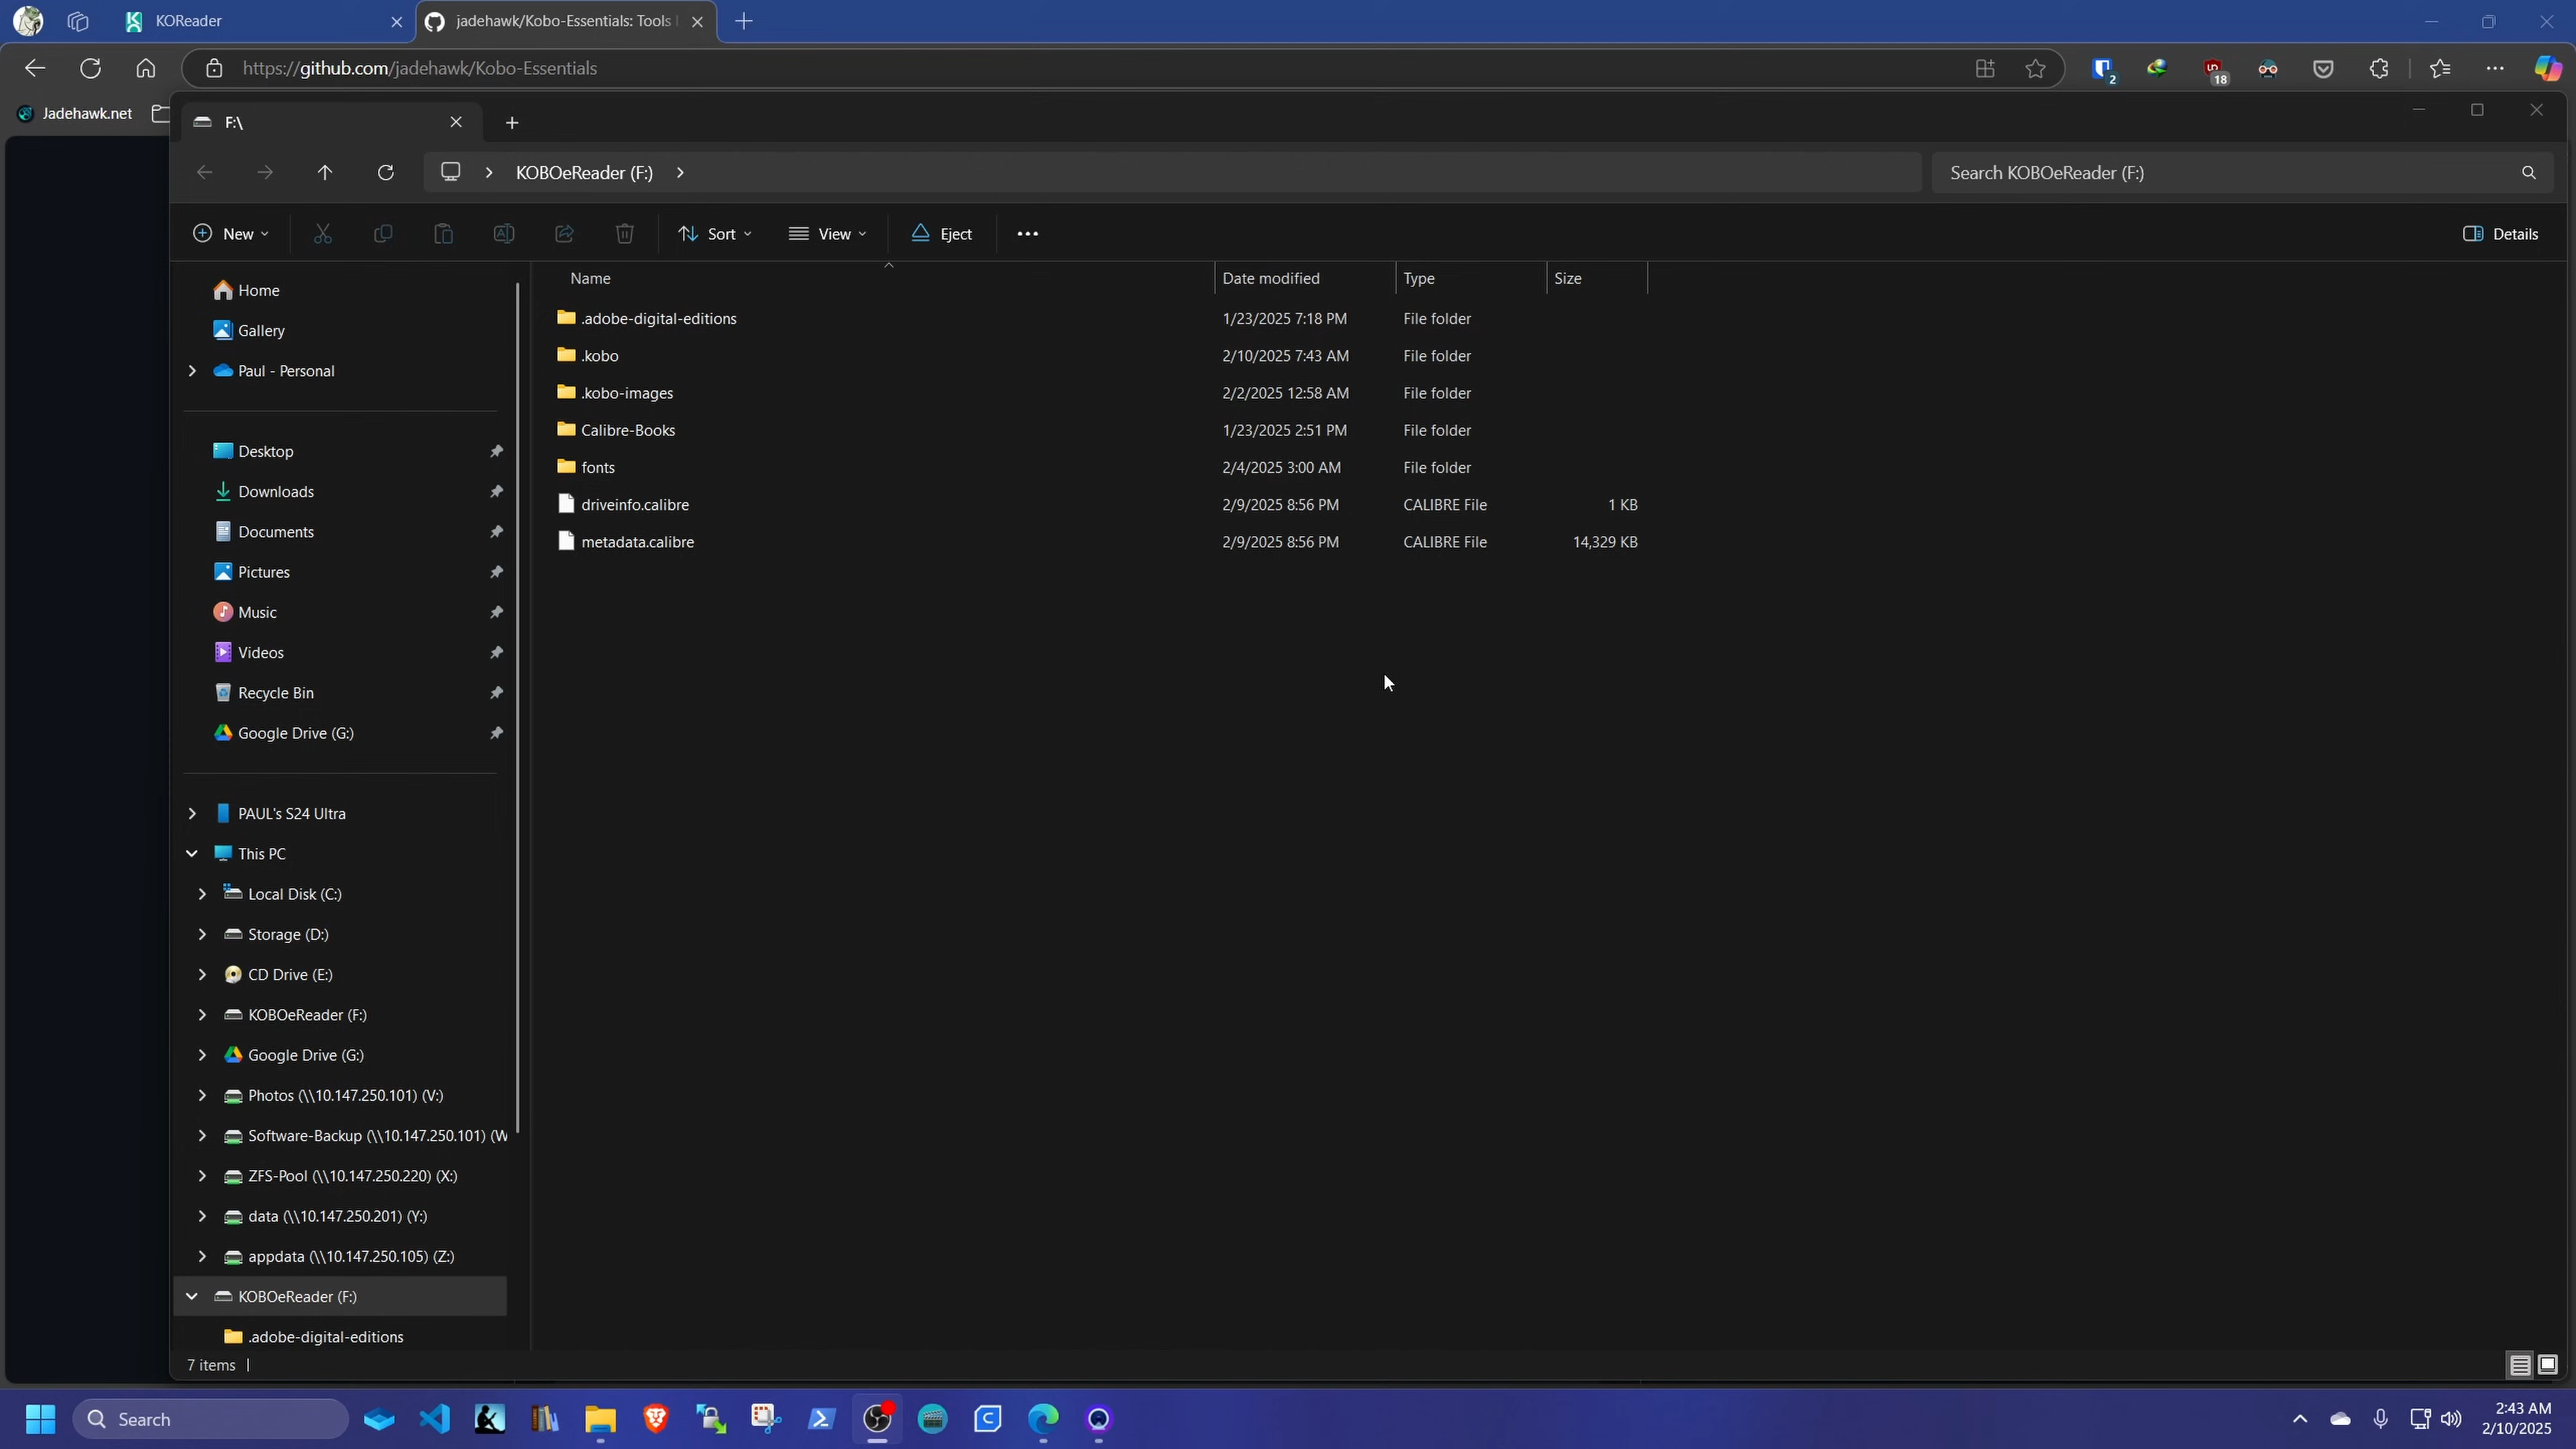 KOReader
jadehawk/Kobo-Essentials: Tools
https://github.com/jadehawk/Kobo-Essentials
2
18
Jadehawk.net
F:\
KOBOeReader (F:)
Search KOBOeReader (F:)
New
Sort
View
Eject
Details
Name Date modified Type Size
.adobe-digital-editions 1/23/2025 7:18 PM File folder
.kobo 2/10/2025 7:43 AM File folder
.kobo-images 2/2/2025 12:58 AM File folder
Calibre-Books 1/23/2025 2:51 PM File folder
fonts 2/4/2025 3:00 AM File folder
driveinfo.calibre 2/9/2025 8:56 PM CALIBRE File 1 KB
metadata.calibre 2/9/2025 8:56 PM CALIBRE File 14,329 KB
Home
Gallery
Paul - Personal
Desktop
Downloads
Documents
Pictures
Music
Videos
Recycle Bin
Google Drive (G:)
PAUL's S24 Ultra
This PC
Local Disk (C:)
Storage (D:)
CD Drive (E:)
KOBOeReader (F:)
Google Drive (G:)
Photos (\\10.147.250.101) (V:)
Software-Backup (\\10.147.250.101) (W
ZFS-Pool (\\10.147.250.220) (X:)
data (\\10.147.250.201) (Y:)
appdata (\\10.147.250.105) (Z:)
KOBOeReader (F:)
.adobe-digital-editions
7 items
Search
2:43 AM
2/10/2025